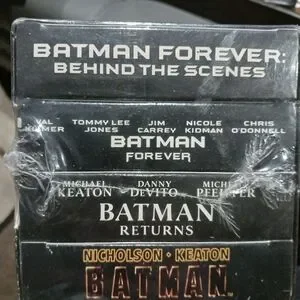 BATMAN FOREVER:
BEHIND THE SCENES
VAL TOMMY LEE JIM NICOLE CHRIS
KILMER JONES CARREY KIDMAN O'DONNELL
BATMAN
FOREVER
MICHAEL DANNY
KEATON DeVITO PFEIFFER
BATMAN
RETURNS
NICHOLSON • KEATON
BATMAN